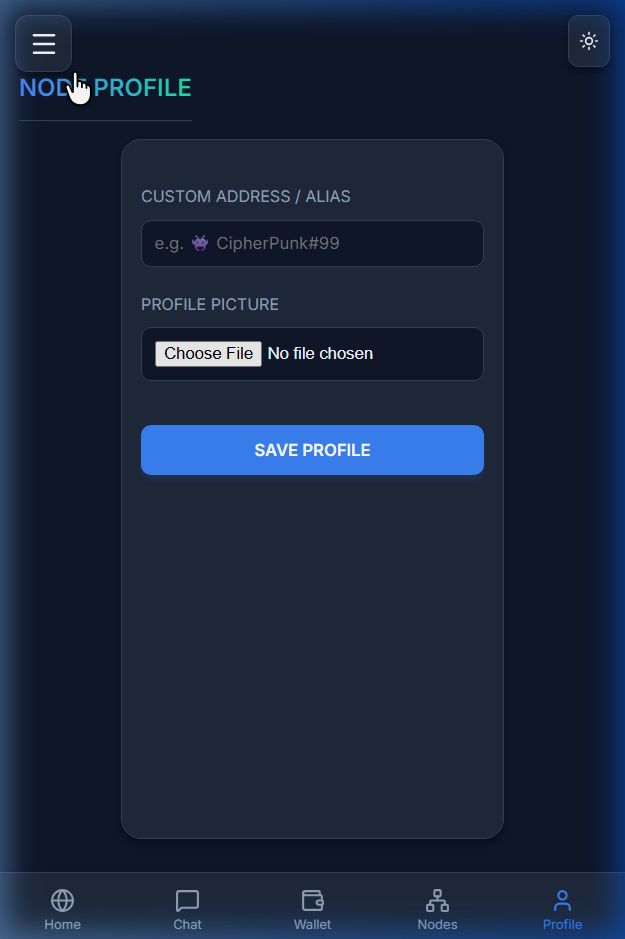 NODE PROFILE
CUSTOM ADDRESS / ALIAS
e.g. 👾 CipherPunk#99
PROFILE PICTURE
Choose File No file chosen
SAVE PROFILE
Home Chat Wallet Nodes Profile